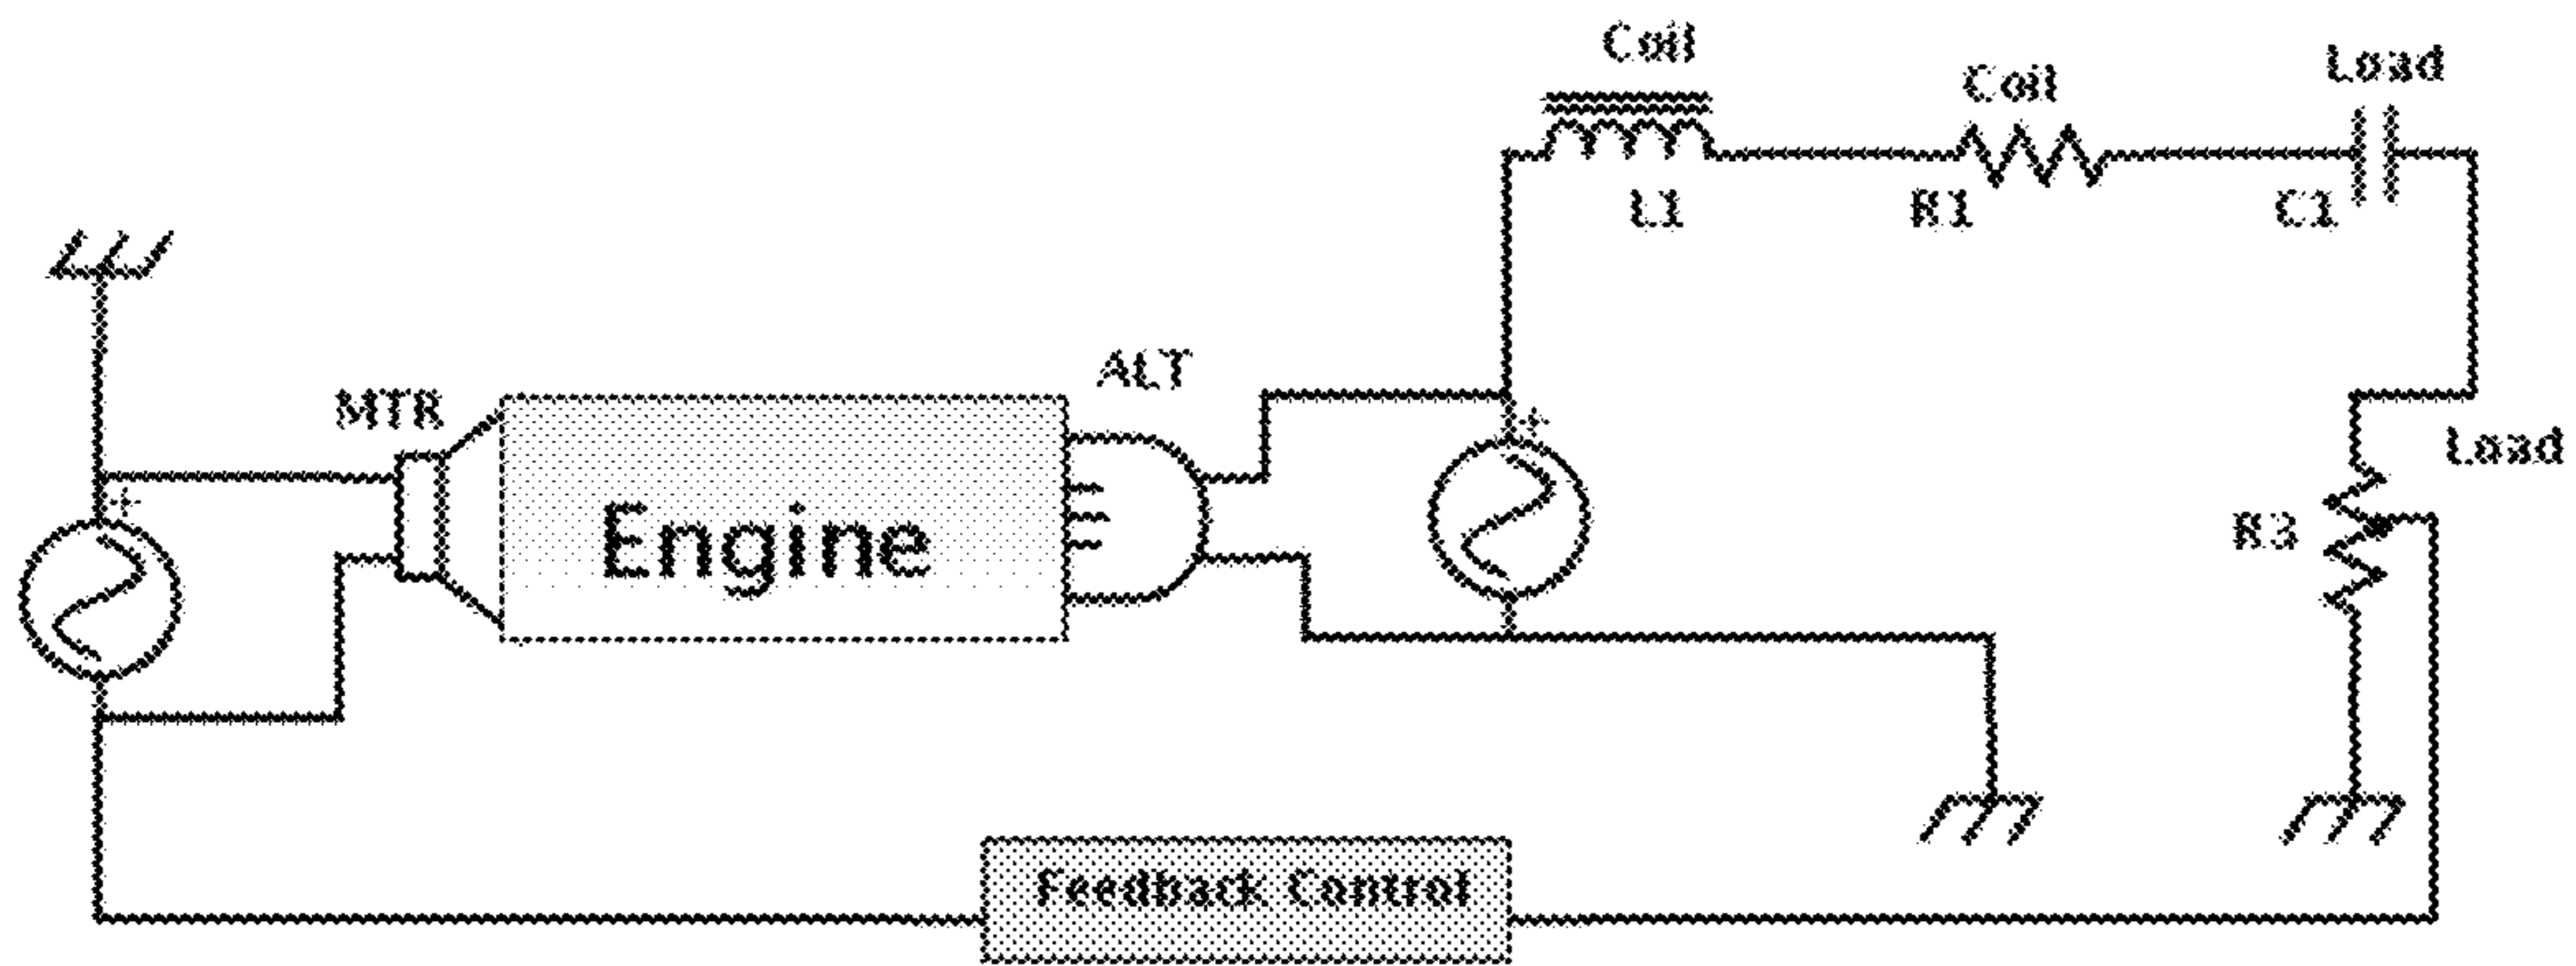 Coil
Coil
Load
L1
R1
C1
ALT
MTR
+
Load
+
Engine
R3
Feedback Control